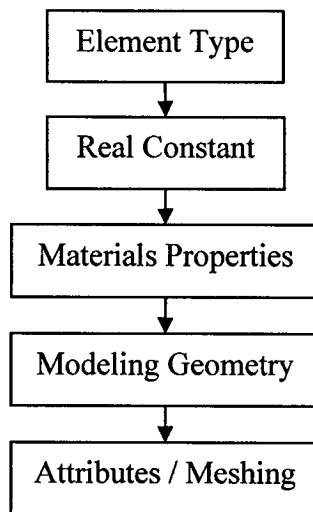 Element Type
Real Constant
Materials Properties
Modeling Geometry
Attributes / Meshing